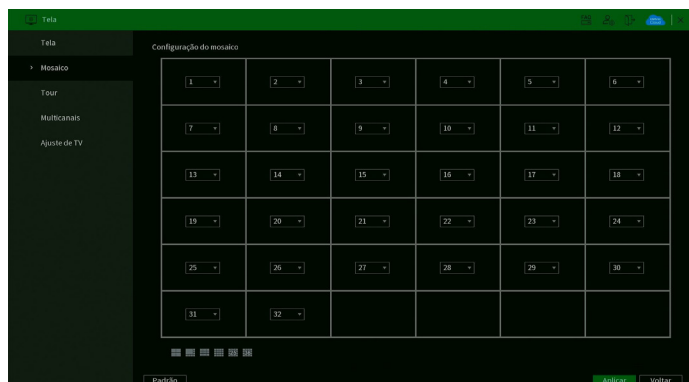 Tela
Tela
Mosaico
Tour
Multicanais
Ajuste de TV
Configuração do mosaico
1 2 3 4 5 6
7 8 9 10 11 12
13 14 15 16 17 18
19 20 21 22 23 24
25 26 27 28 29 30
31 32
Padrão Aplicar Voltar